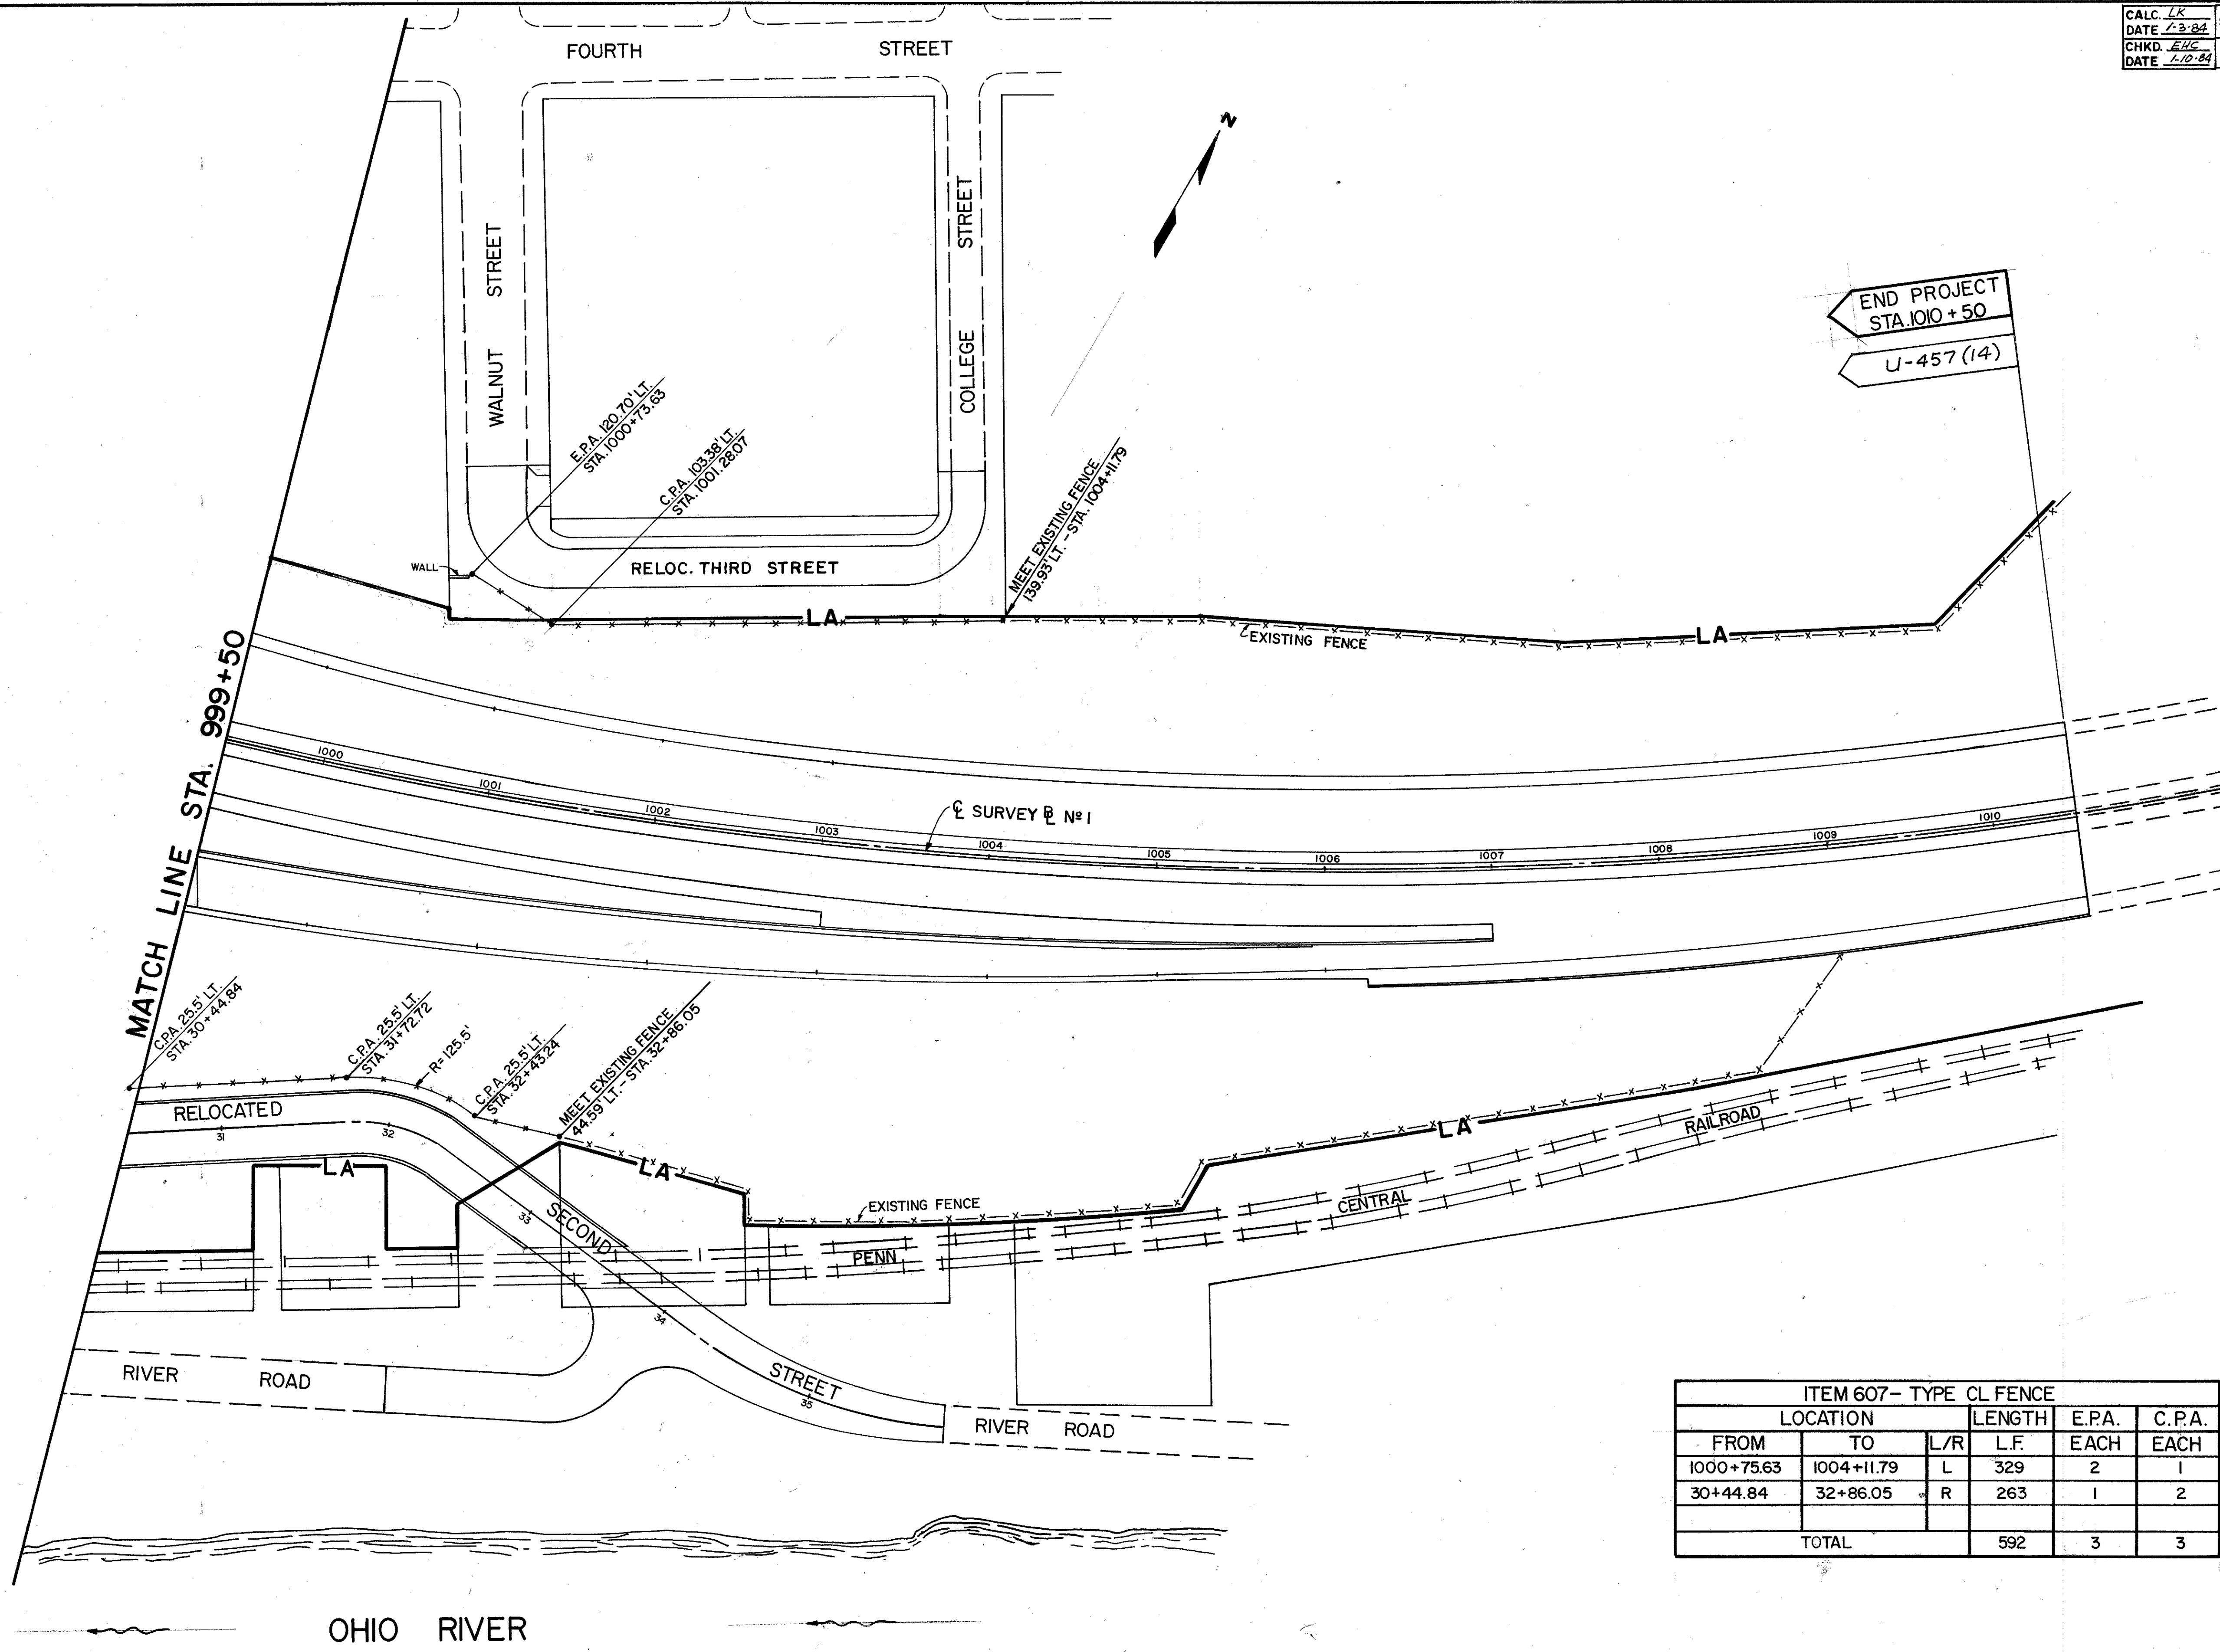 CALC. LK
DATE 1-3-84
CHKD. EHC
DATE 1-10-84
FOURTH STREET
N
WALNUT STREET
COLLEGE STREET
END PROJECT
STA. 1010 + 50
U-457 (14)
E.P.A. 120.70' LT.
STA. 1000+73.63
C.P.A. 103.38' LT.
STA. 1001.28.07
MEET EXISTING FENCE
139.93' LT. - STA. 1004+11.79
WALL
RELOC. THIRD STREET
LA
EXISTING FENCE
LA
MATCH LINE STA. 999+50
1000
1001
1002
1003
1004
1005
1006
1007
1008
1009
1010
℄ SURVEY B̲L̲ Nº 1
C.P.A. 25.5' LT.
STA. 30+44.84
C.P.A. 25.5' LT.
STA. 31+72.72
R= 125.5'
C.P.A. 25.5' LT.
STA. 32+43.24
MEET EXISTING FENCE
44.59' LT. - STA. 32+86.05
RELOCATED SECOND STREET
31
32
33
34
35
LA
LA
LA
EXISTING FENCE
PENN CENTRAL RAILROAD
RIVER ROAD
RIVER ROAD
ITEM 607- TYPE CL FENCE
LOCATION LENGTH E.P.A. C.P.A.
FROM TO L/R L.F. EACH EACH
1000+75.63 1004+11.79 L 329 2 1
30+44.84 32+86.05 R 263 1 2
TOTAL 592 3 3
OHIO RIVER